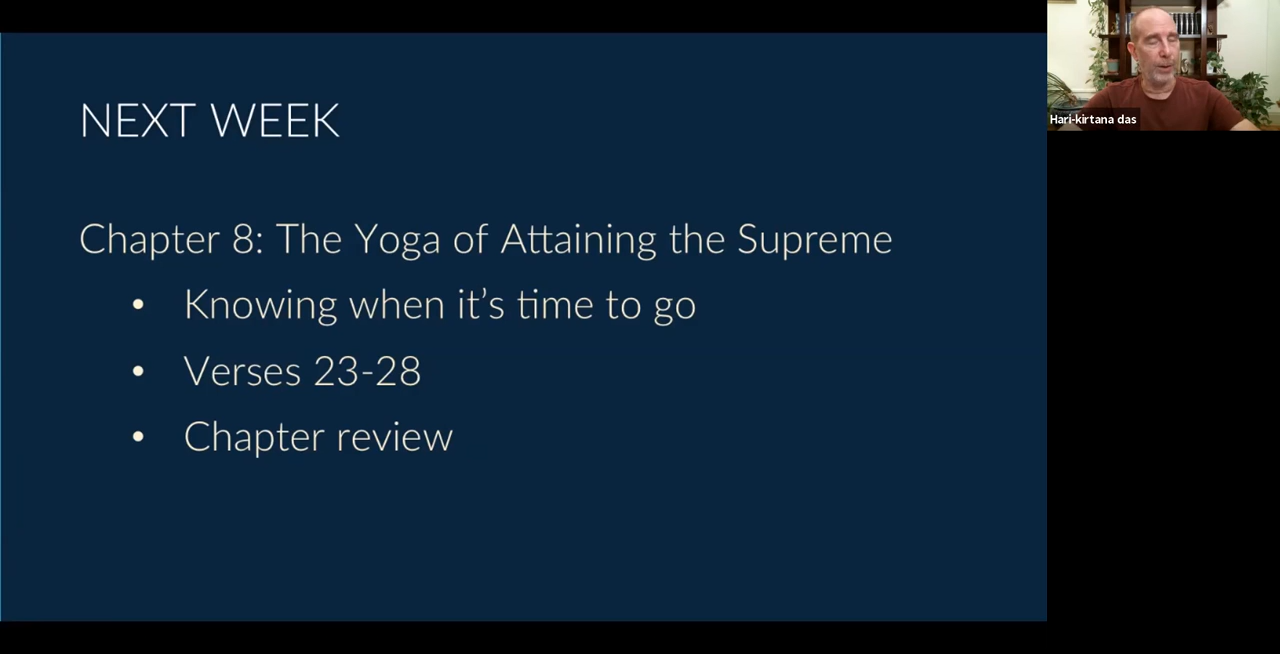 NEXT WEEK
Chapter 8: The Yoga of Attaining the Supreme
• Knowing when it's time to go
• Verses 23-28
• Chapter review
Hari-kirtana das